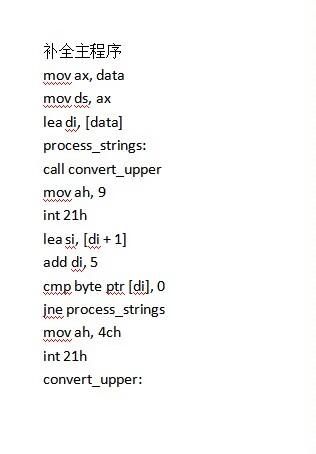 补全主程序
mov ax, data
mov ds, ax
lea di, [data]
process_strings:
call convert_upper
mov ah, 9
int 21h
lea si, [di + 1]
add di, 5
cmp byte ptr [di], 0
jne process_strings
mov ah, 4ch
int 21h
convert_upper: